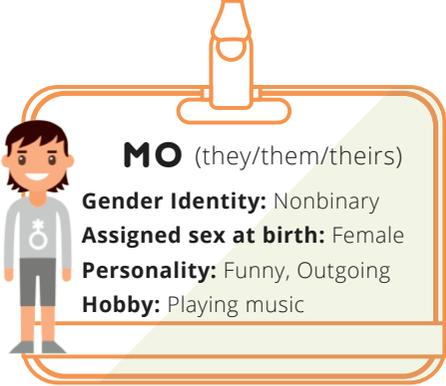 MO (they/them/theirs)
Gender Identity: Nonbinary
Assigned sex at birth: Female
Personality: Funny, Outgoing
Hobby: Playing music